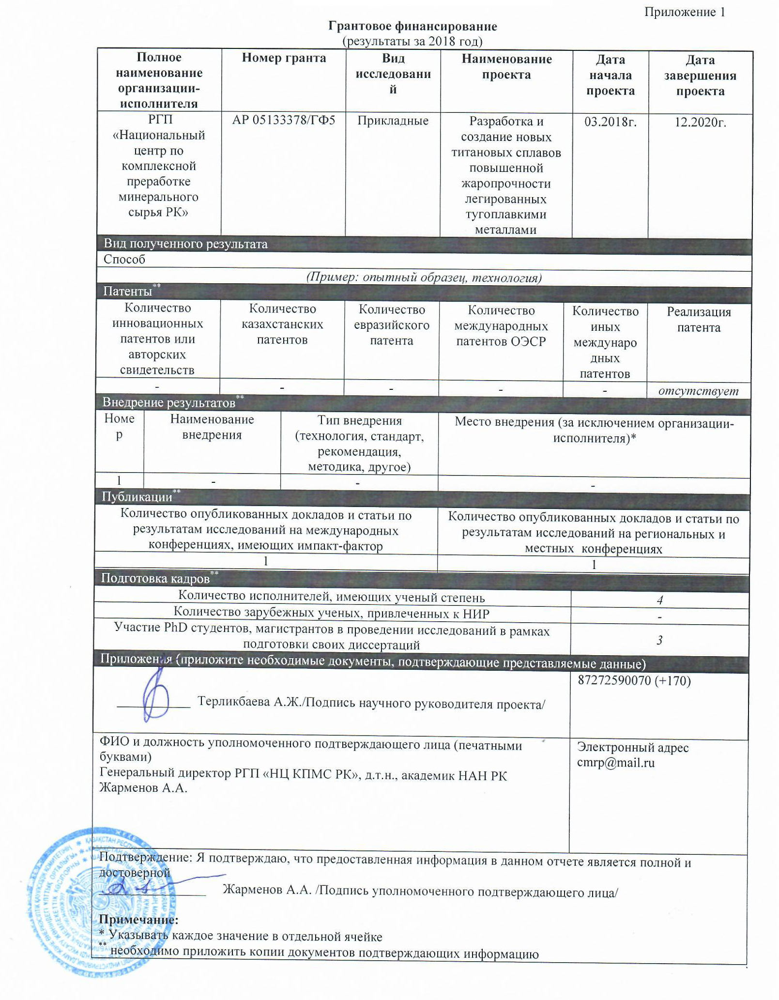 Приложение 1
Грантовое финансирование
(результаты за 2018 год)
Полное
наименование
организации-
исполнителя
Номер гранта
Вид
исследовани
й
Наименование
проекта
Дата
начала
проекта
Дата
завершения
проекта
РГП
«Национальный
центр по
комплексной
преработке
минерального
сырья РК»
АР 05133378/ГФ5
Прикладные
Разработка и
создание новых
титановых сплавов
повышенной
жаропрочности
легированных
тугоплавкими
металлами
03.2018г.
12.2020г.
Вид полученного результата
Способ
(Пример: опытный образец, технология)
Патенты**
Количество
инновационных
патентов или
авторских
свидетельств
Количество
казахстанских
патентов
Количество
евразийского
патента
Количество
международных
патентов ОЭСР
Количество
иных
междунаро
дных
патентов
Реализация
патента
- - - - - отсутствует
Внедрение результатов**
Номе
р
Наименование
внедрения
Тип внедрения
(технология, стандарт,
рекомендация,
методика, другое)
Место внедрения (за исключением организации-
исполнителя)*
1 - - -
Публикации**
Количество опубликованных докладов и статьи по
результатам исследований на международных
конференциях, имеющих импакт-фактор
Количество опубликованных докладов и статьи по
результатам исследований на региональных и
местных конференциях
1 1
Подготовка кадров**
Количество исполнителей, имеющих ученый степень 4
Количество зарубежных ученых, привлеченных к НИР -
Участие PhD студентов, магистрантов в проведении исследований в рамках
подготовки своих диссертаций
3
Приложения (приложите необходимые документы, подтверждающие представляемые данные)
87272590070 (+170)
____________ Терликбаева А.Ж./Подпись научного руководителя проекта/
ФИО и должность уполномоченного подтверждающего лица (печатными
буквами)
Генеральный директор РГП «НЦ КПМС РК», д.т.н., академик НАН РК
Жарменов А.А.
Электронный адрес
cmrp@mail.ru
Подтверждение: Я подтверждаю, что предоставленная информация в данном отчете является полной и
достоверной
_________________ Жарменов А.А. /Подпись уполномоченного подтверждающего лица/
Примечание:
* Указывать каждое значение в отдельной ячейке
** необходимо приложить копии документов подтверждающих информацию